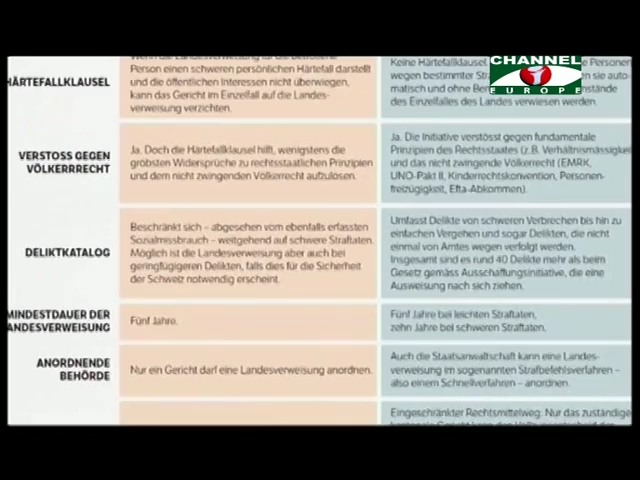 CHANNEL
i
EUROPE
HÄRTEFALLKLAUSEL
Person einen schweren persönlichen Härtefall darstellt
und die öffentlichen Interessen nicht überwiegen,
kann das Gericht im Einzelfall auf die Landes-
verweisung verzichten.
Keine Härtefallklausel.
Personen
wegen bestimmter
sie auto-
matisch und ohne
des Einzelfalles des Landes verwiesen werden.
VERSTOSS GEGEN
VÖLKERRRECHT
Ja. Doch die Härtefallklausel hilft, wenigstens die
gröbsten Widersprüche zu rechtsstaatlichen Prinzipien
und dem nicht zwingenden Völkerrecht aufzulösen.
Ja. Die Initiative verstösst gegen fundamentale
Prinzipien des Rechtsstaates (z.B. Verhältnismässigkeit
und das nicht zwingende Völkerrecht (EMRK,
UNO-Pakt II, Kinderrechtskonvention, Personen-
freizügigkeit, Efta-Abkommen).
DELIKTKATALOG
Beschränkt sich – abgesehen vom ebenfalls erfassten
Sozialmissbrauch – weitgehend auf schwere Straftaten.
Möglich ist die Landesverweisung aber auch bei
geringfügigeren Delikten, falls dies für die Sicherheit
der Schweiz notwendig erscheint.
Umfasst Delikte von schweren Verbrechen bis hin zu
einfachen Vergehen und sogar Delikten, die nicht
einmal von Amtes wegen verfolgt werden.
Insgesamt sind es rund 40 Delikte mehr als beim
Gesetz gemäss Ausschaffungsinitiative, die eine
Ausweisung nach sich ziehen.
MINDESTDAUER DER
LANDESVERWEISUNG
Fünf Jahre.
Fünf Jahre bei leichten Straftaten,
zehn Jahre bei schweren Straftaten.
ANORDNENDE
BEHÖRDE
Nur ein Gericht darf eine Landesverweisung anordnen.
Auch die Staatsanwaltschaft kann eine Landes-
verweisung im sogenannten Strafbefehlsverfahren –
also einem Schnellverfahren – anordnen.
Eingeschränkter Rechtsmittelweg: Nur das zuständige